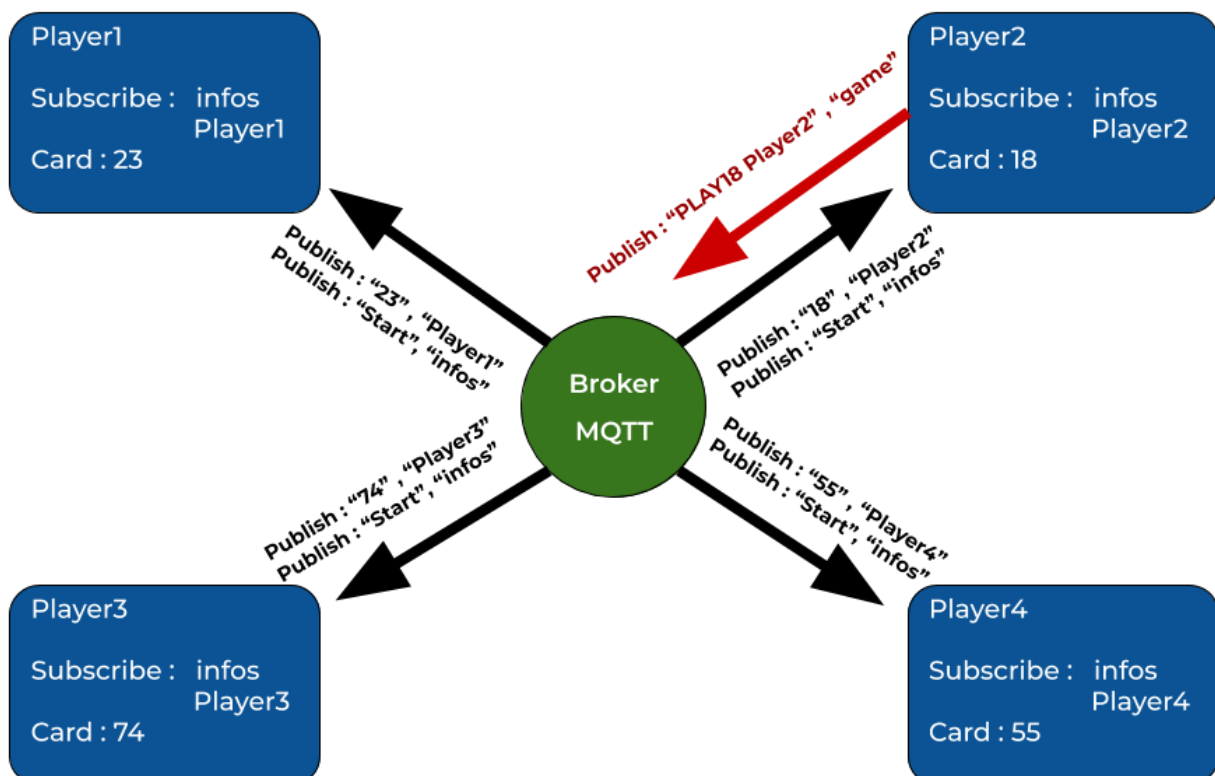 Player1
Subscribe : infos
Player1
Card : 23
Player2
Subscribe : infos
Player2
Card : 18
Publish : “PLAY18 Player2” ,“game”
Publish : “23” , “Player1”
Publish : “Start”, “infos”
Publish : “18” , “Player2”
Publish : “Start”, “infos”
Broker
MQTT
Publish : “74” , “Player3”
Publish : “Start”, “infos”
Publish : “55” , “Player4”
Publish : “Start”, “infos”
Player3
Subscribe : infos
Player3
Card : 74
Player4
Subscribe : infos
Player4
Card : 55